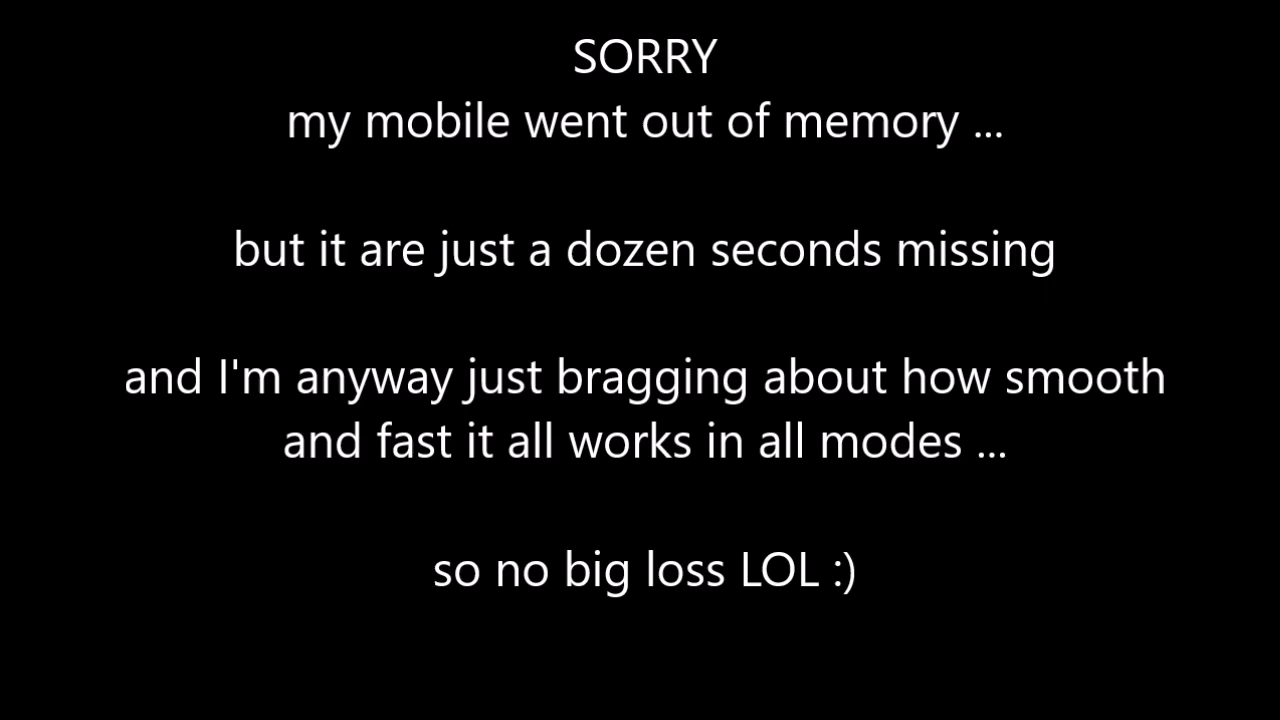 SORRY
my mobile went out of memory ...
but it are just a dozen seconds missing
and I'm anyway just bragging about how smooth
and fast it all works in all modes ...
so no big loss LOL :)